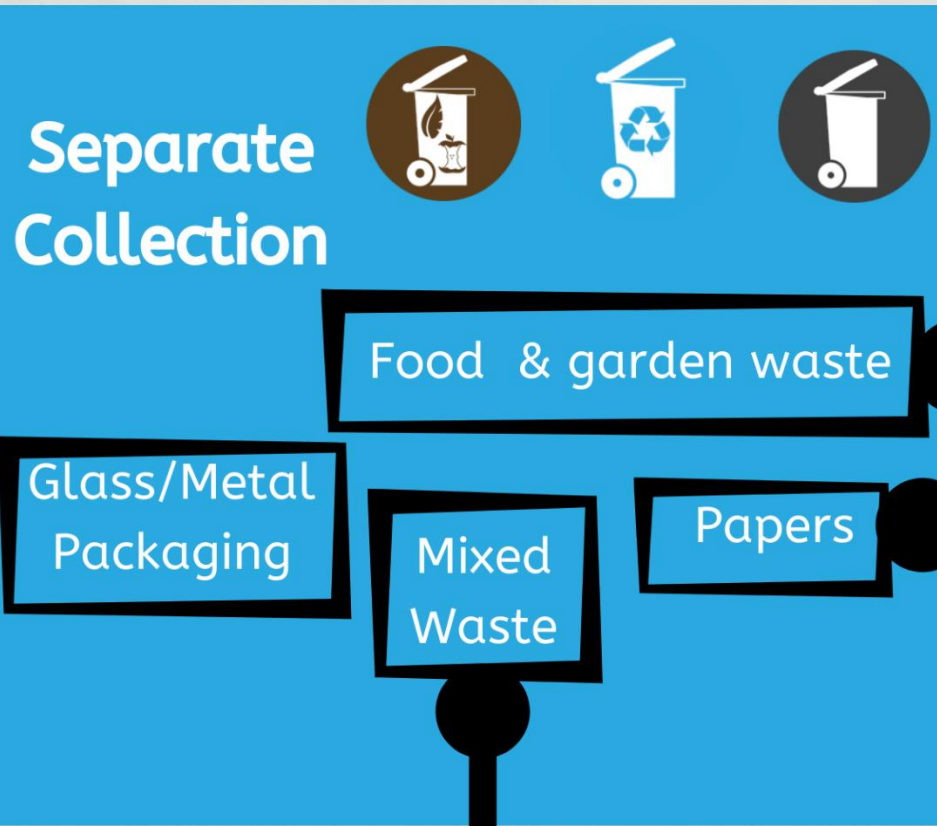 Separate
Collection
Food & garden waste
Glass/Metal
Packaging
Mixed
Waste
Papers